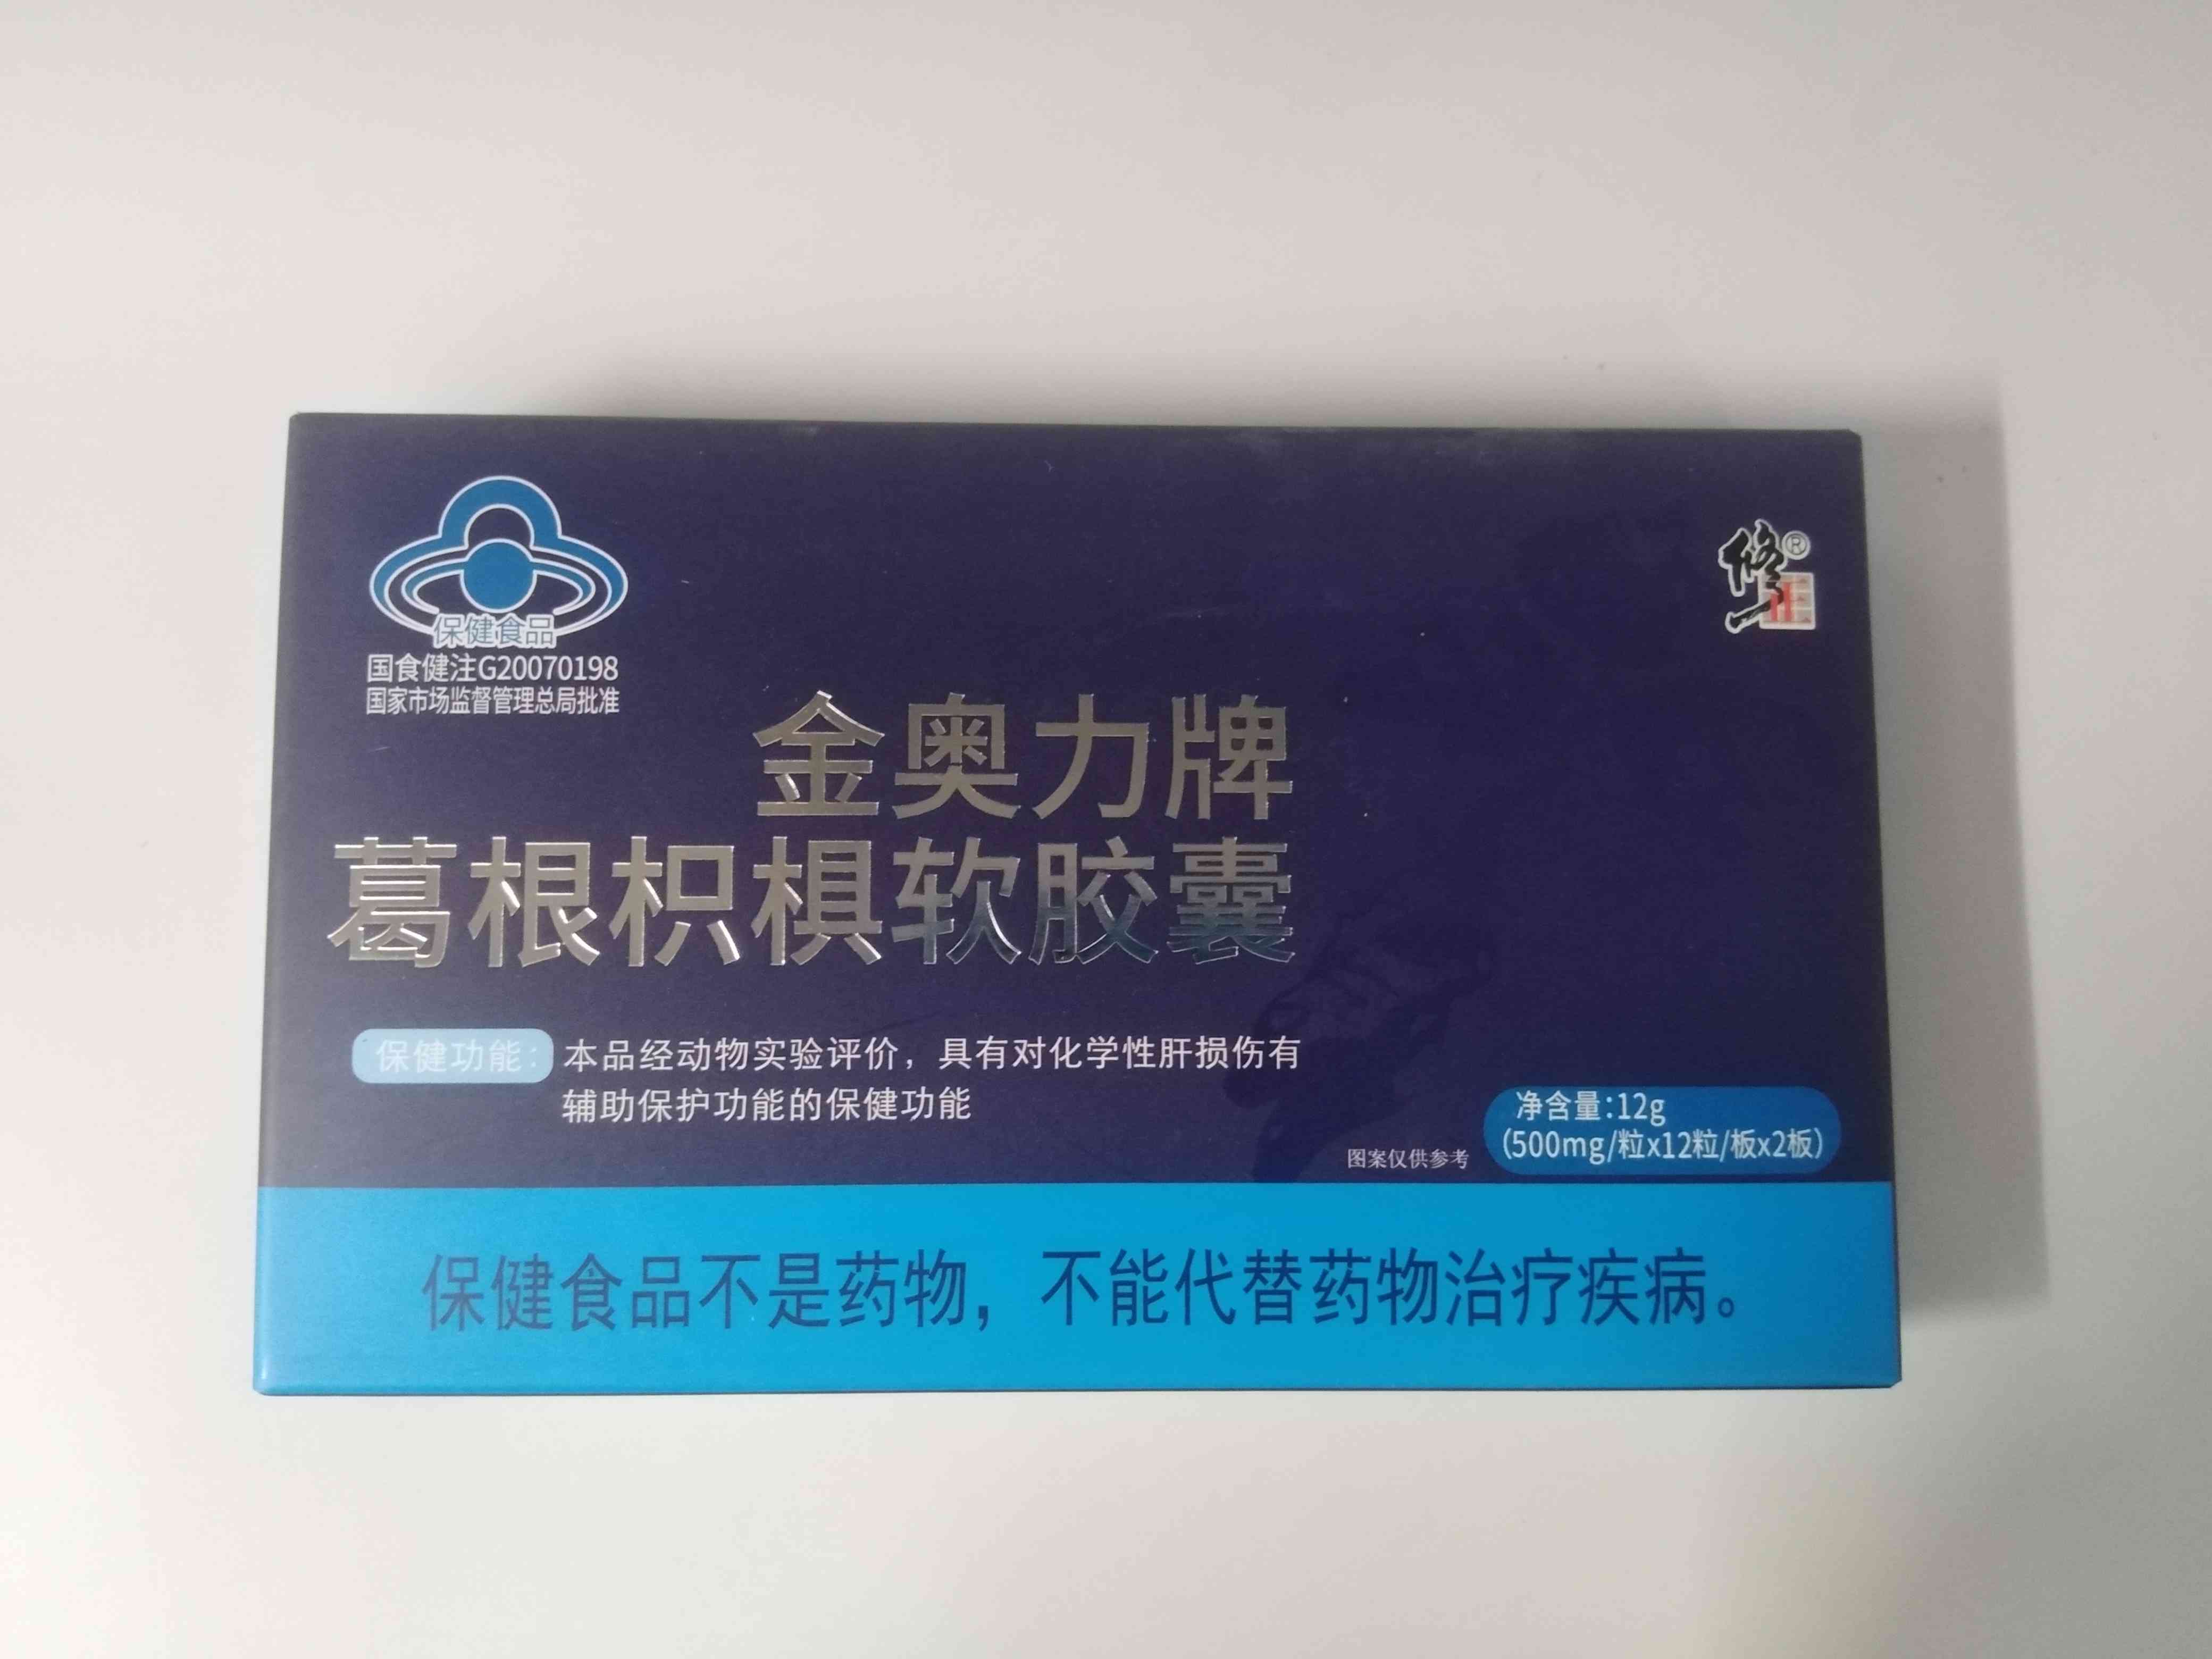 保健食品
国食健注G20070198
国家市场监督管理总局批准
修正®
金奥力牌
葛根枳椇软胶囊
保健功能：本品经动物实验评价，具有对化学性肝损伤有
辅助保护功能的保健功能
图案仅供参考
净含量:12g
(500mg/粒x12粒/板x2板)
保健食品不是药物，不能代替药物治疗疾病。